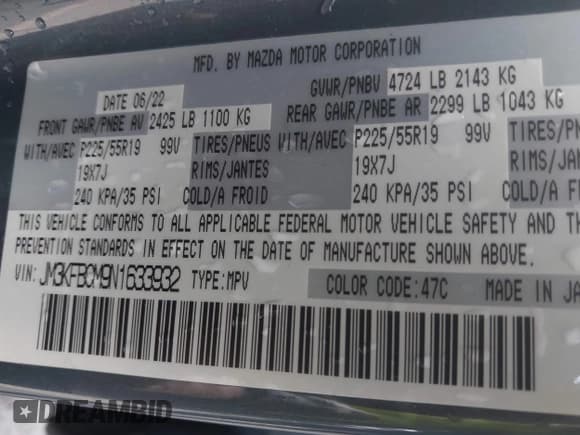 MFD. BY MAZDA MOTOR CORPORATION
DATE 06/22
GVWR/PNBV 4724 LB 2143 KG
FRONT GAWR/PNBE AV 2425 LB 1100 KG
REAR GAWR/PNBE AR 2299 LB 1043 KG
WITH/AVEC P225/55R19 99V TIRES/PNEUS
19X7J RIMS/JANTES
240 KPA/35 PSI COLD/A FROID
WITH/AVEC P225/55R19 99V TIRES/PN
19X7J RIMS/JAN
240 KPA/35 PSI COLD/A F
THIS VEHICLE CONFORMS TO ALL APPLICABLE FEDERAL MOTOR VEHICLE SAFETY AND TH
PREVENTION STANDARDS IN EFFECT ON THE DATE OF MANUFACTURE SHOWN ABOVE.
VIN: JM3KFBCM9N1633932 TYPE:MPV
COLOR CODE:47C
MADE IN JA
DREAMBID